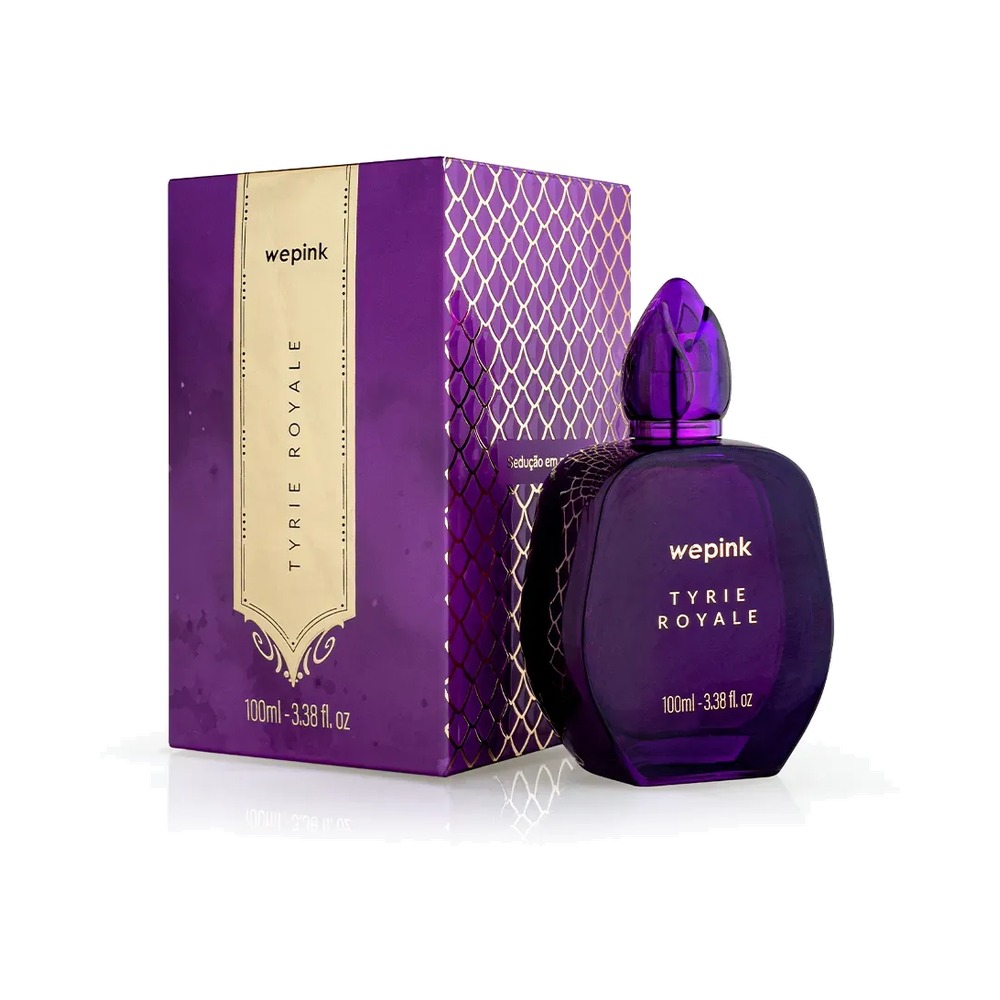 wepink
TYRIE ROYALE
100ml - 3.38 fl. oz
Sedução em
wepink
TYRIE
ROYALE
100ml - 3.38 fl. oz